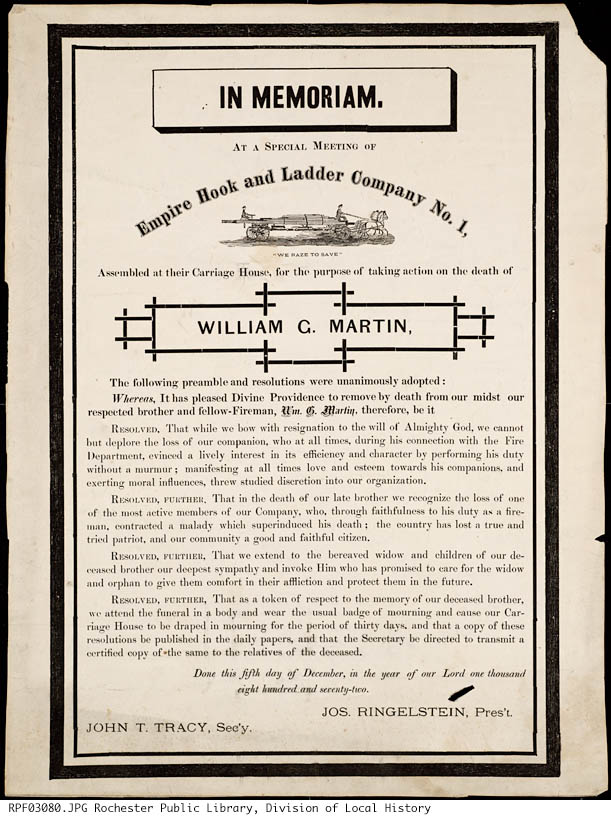 IN MEMORIAM.
AT A SPECIAL MEETING OF
Empire Hook and Ladder Company No. 1,
"WE RAZE TO SAVE"
Assembled at their Carriage House, for the purpose of taking action on the death of
WILLIAM G. MARTIN,
The following preamble and resolutions were unanimously adopted:
Whereas, It has pleased Divine Providence to remove by death from our midst our
respected brother and fellow-Fireman, Wm. G. Martin, therefore, be it
RESOLVED, That while we bow with resignation to the will of Almighty God, we cannot
but deplore the loss of our companion, who at all times, during his connection with the Fire
Department, evinced a lively interest in its efficiency and character by performing his duty
without a murmur; manifesting at all times love and esteem towards his companions, and
exerting moral influences, threw studied discretion into our organization.
RESOLVED, FURTHER, That in the death of our late brother we recognize the loss of one
of the most active members of our Company, who, through faithfulness to his duty as a fire-
man, contracted a malady which superinduced his death; the country has lost a true and
tried patriot, and our community a good and faithful citizen.
RESOLVED, FURTHER, That we extend to the bereaved widow and children of our de-
ceased brother our deepest sympathy and invoke Him who has promised to care for the widow
and orphan to give them comfort in their affliction and protect them in the future.
RESOLVED, FURTHER, That as a token of respect to the memory of our deceased brother,
we attend the funeral in a body and wear the usual badge of mourning and cause our Car-
riage House to be draped in mourning for the period of thirty days, and that a copy of these
resolutions be published in the daily papers, and that the Secretary be directed to transmit a
certified copy of the same to the relatives of the deceased.
Done this fifth day of December, in the year of our Lord one thousand
eight hundred and seventy-two.
JOS. RINGELSTEIN, Pres't.
JOHN T. TRACY, Sec'y.
RPF03080.JPG Rochester Public Library, Division of Local History